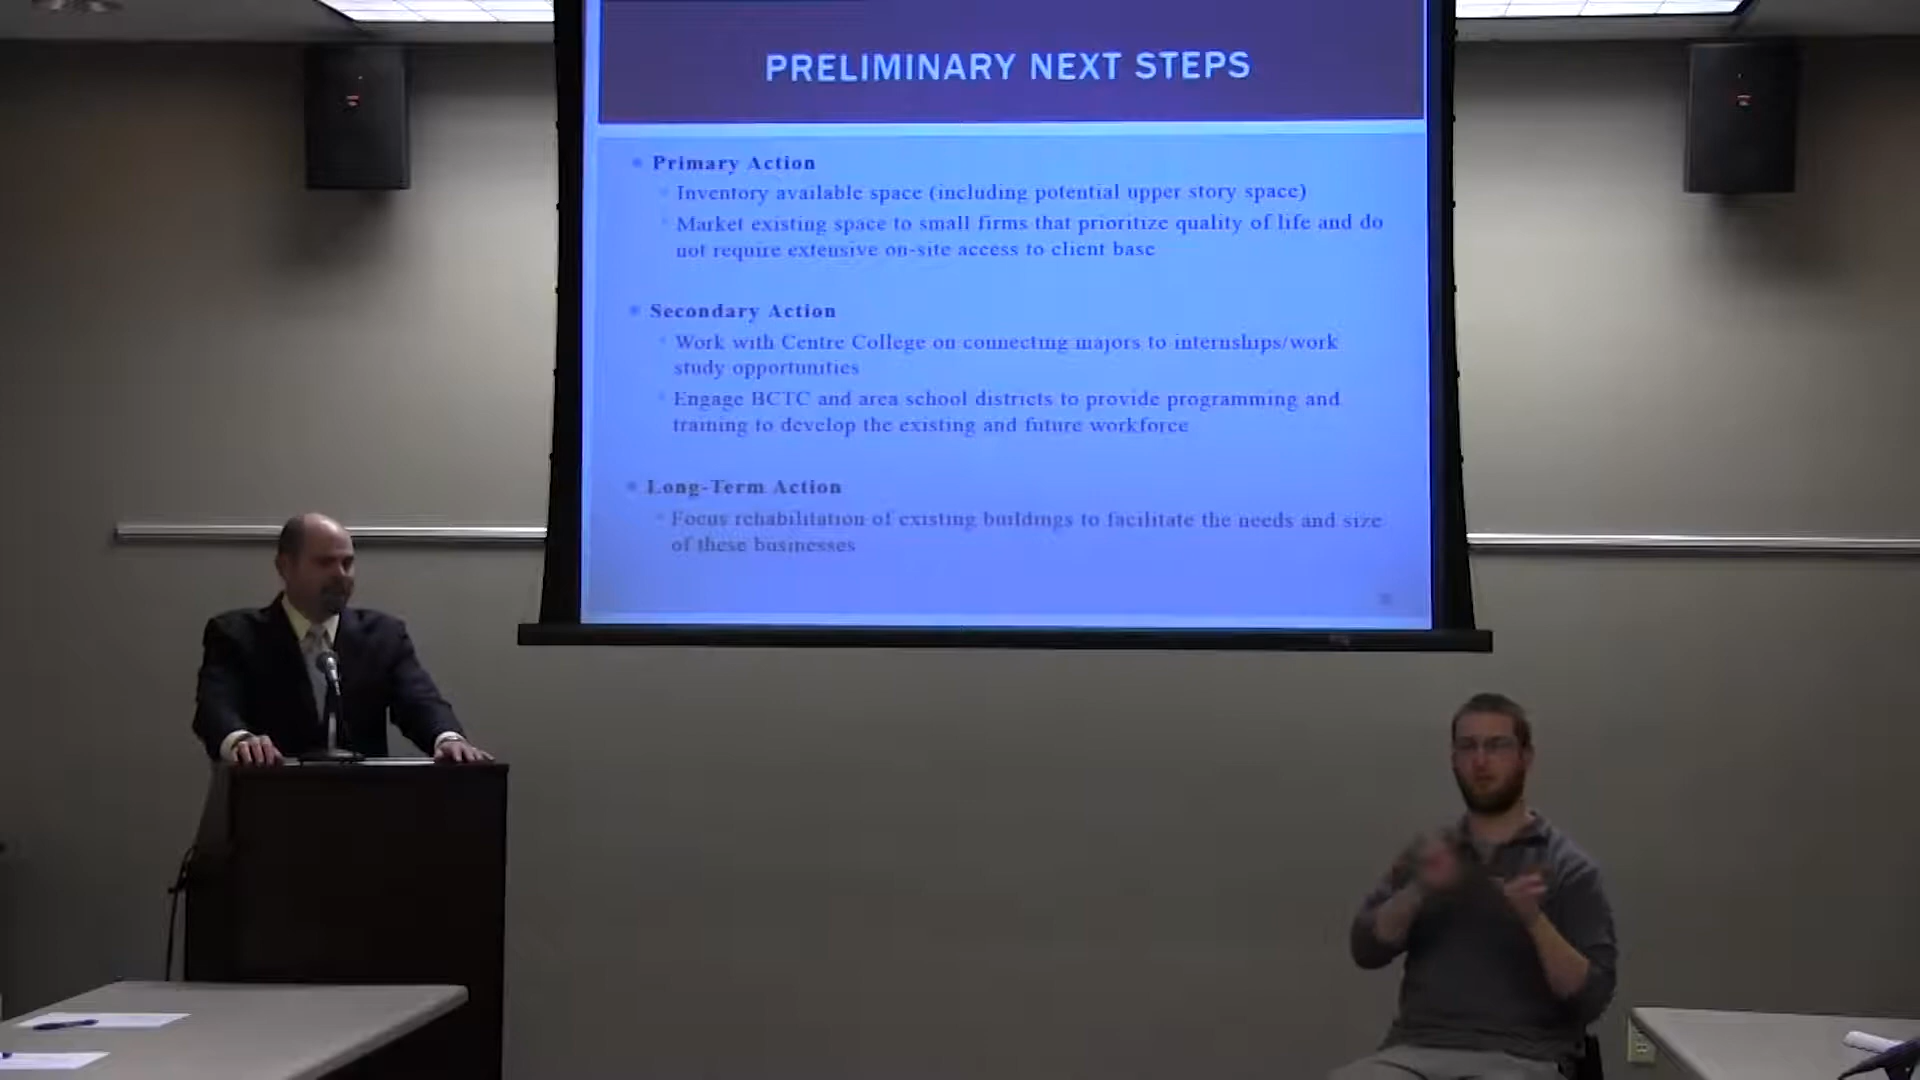 PRELIMINARY NEXT STEPS
Primary Action
Inventory available space (including potential upper story space)
Market existing space to small firms that prioritize quality of life and do
not require extensive on-site access to client base
Secondary Action
Work with Centre College on connecting majors to internships/work
study opportunities
Engage BCTC and area school districts to provide programming and
training to develop the existing and future workforce
Long-Term Action
Focus rehabilitation of existing buildings to facilitate the needs and size
of these businesses